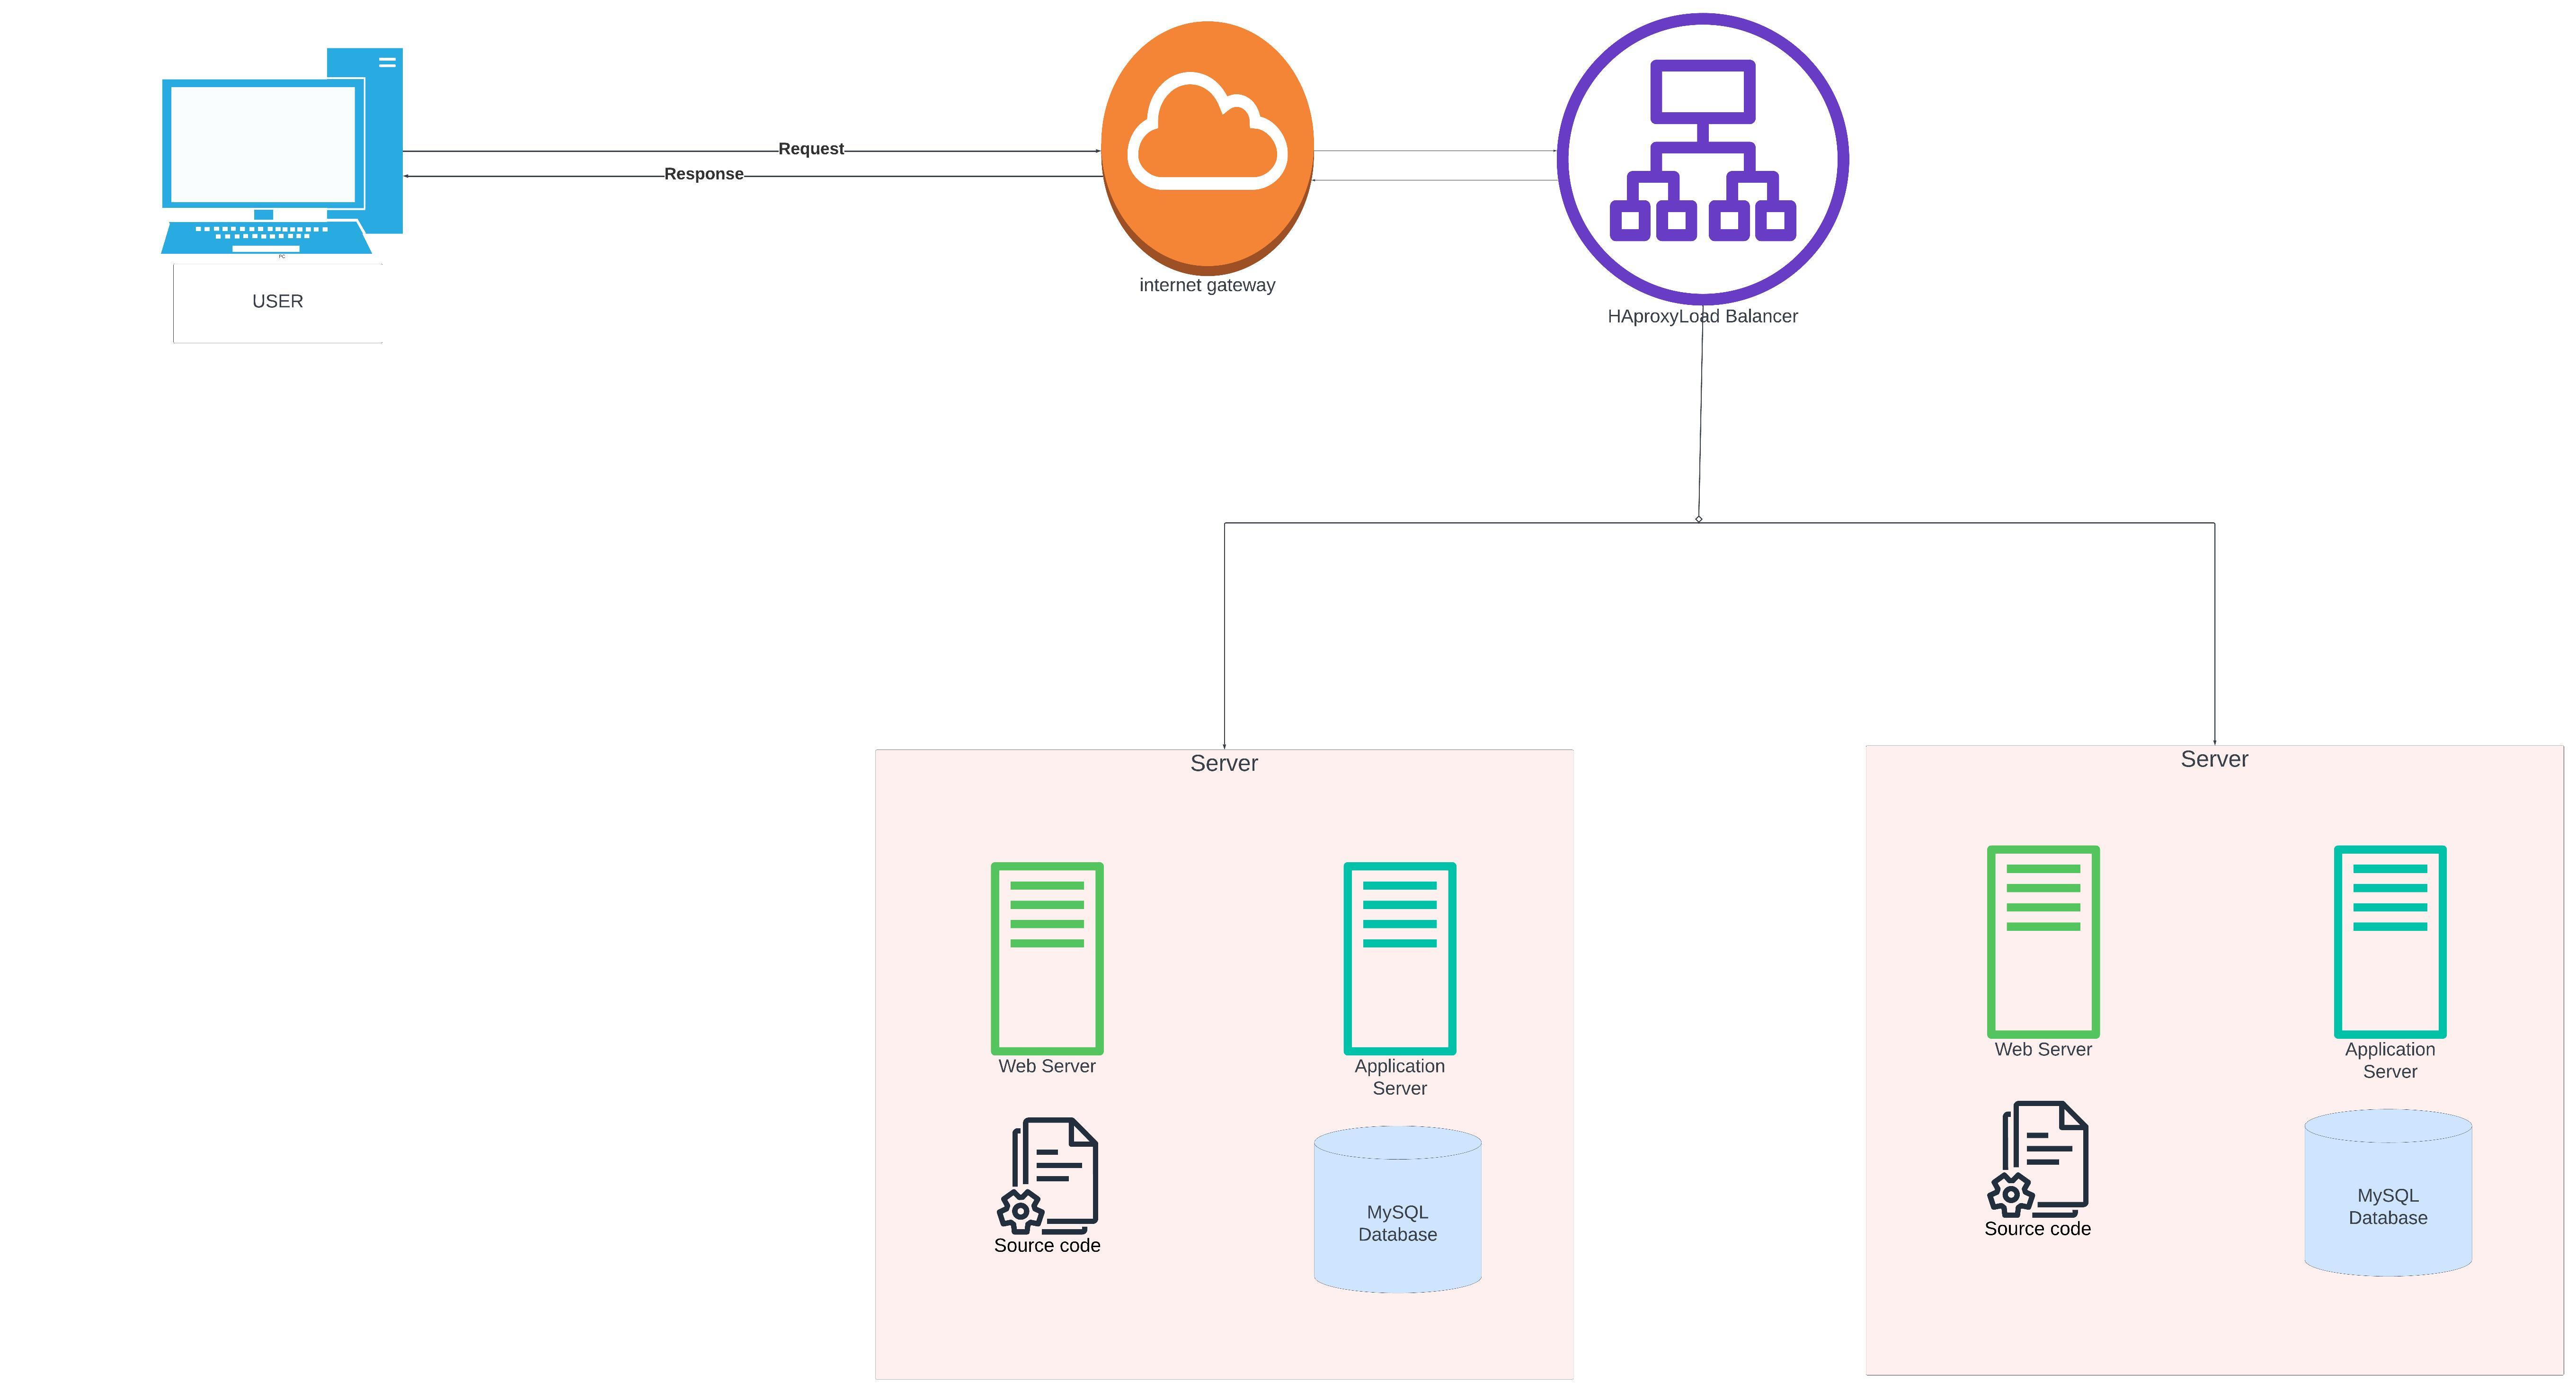 Request
Response
PC
USER
internet gateway
HAproxyLoad Balancer
Server
Web Server
Application
Server
Source code
MySQL
Database
Server
Web Server
Application
Server
Source code
MySQL
Database